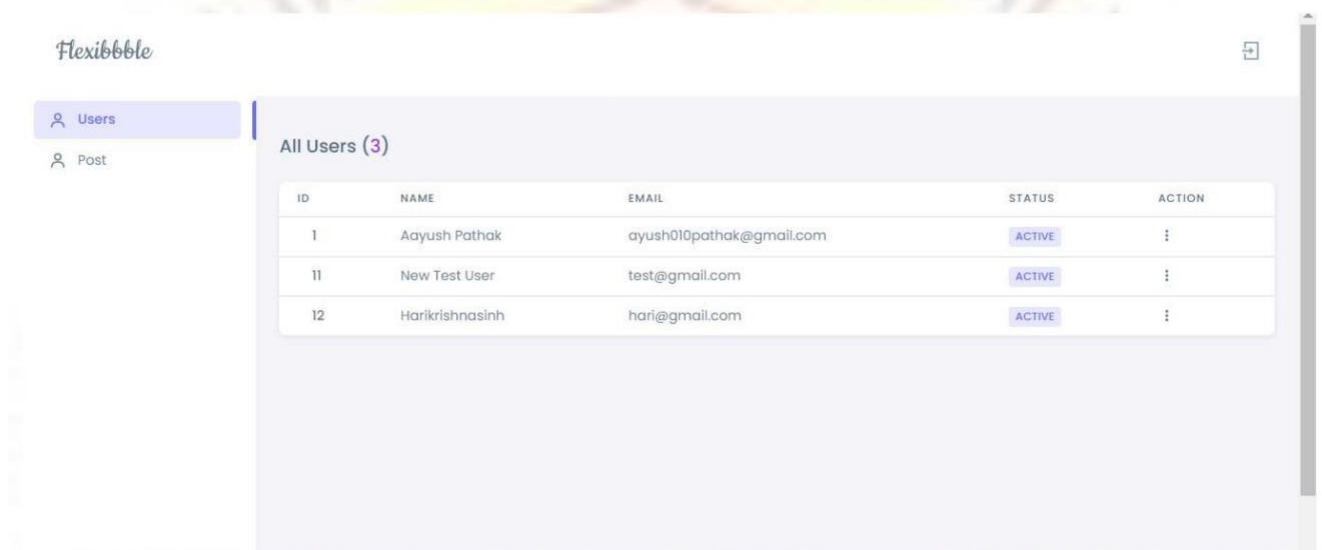 Flexibbble
Users
Post
All Users (3)
ID NAME EMAIL STATUS ACTION
1 Aayush Pathak ayush010pathak@gmail.com ACTIVE
11 New Test User test@gmail.com ACTIVE
12 Harikrishnasinh hari@gmail.com ACTIVE